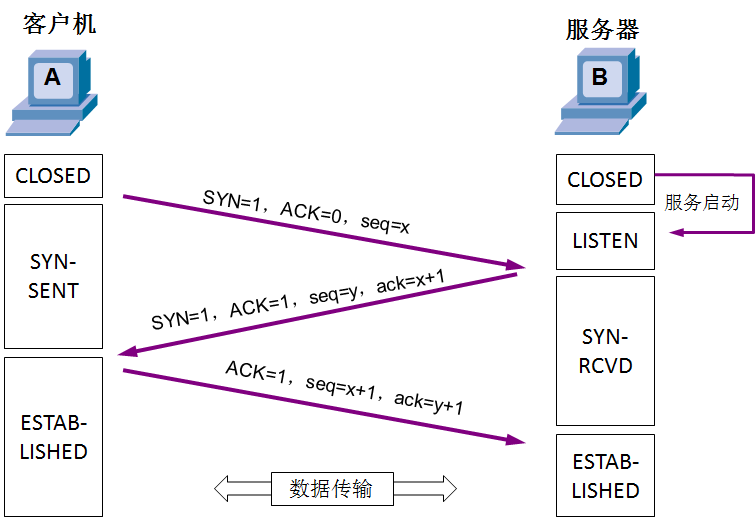 客户机
服务器
A
B
CLOSED
CLOSED
服务启动
SYN=1，ACK=0，seq=x
LISTEN
SYN-
SENT
SYN=1，ACK=1，seq=y，ack=x+1
SYN-
RCVD
ACK=1，seq=x+1，ack=y+1
ESTAB-
LISHED
ESTAB-
LISHED
数据传输